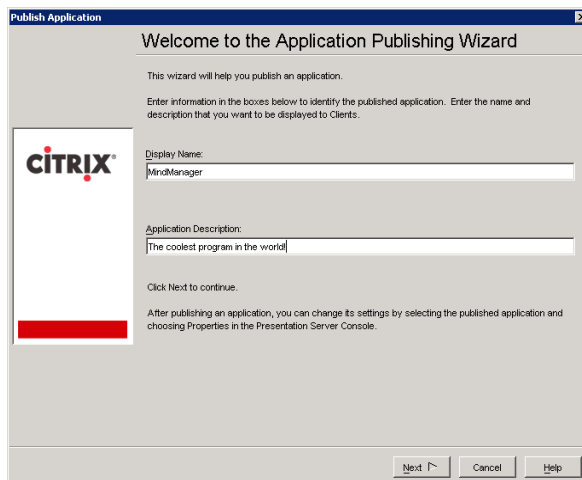 Publish Application
Welcome to the Application Publishing Wizard
This wizard will help you publish an application.
Enter information in the boxes below to identify the published application. Enter the name and
description that you want to be displayed to Clients.
CİTRIX
Display Name:
MindManager
Application Description:
The coolest program in the world!
Click Next to continue.
After publishing an application, you can change its settings by selecting the published application and
choosing Properties in the Presentation Server Console.
Next
Cancel
Help